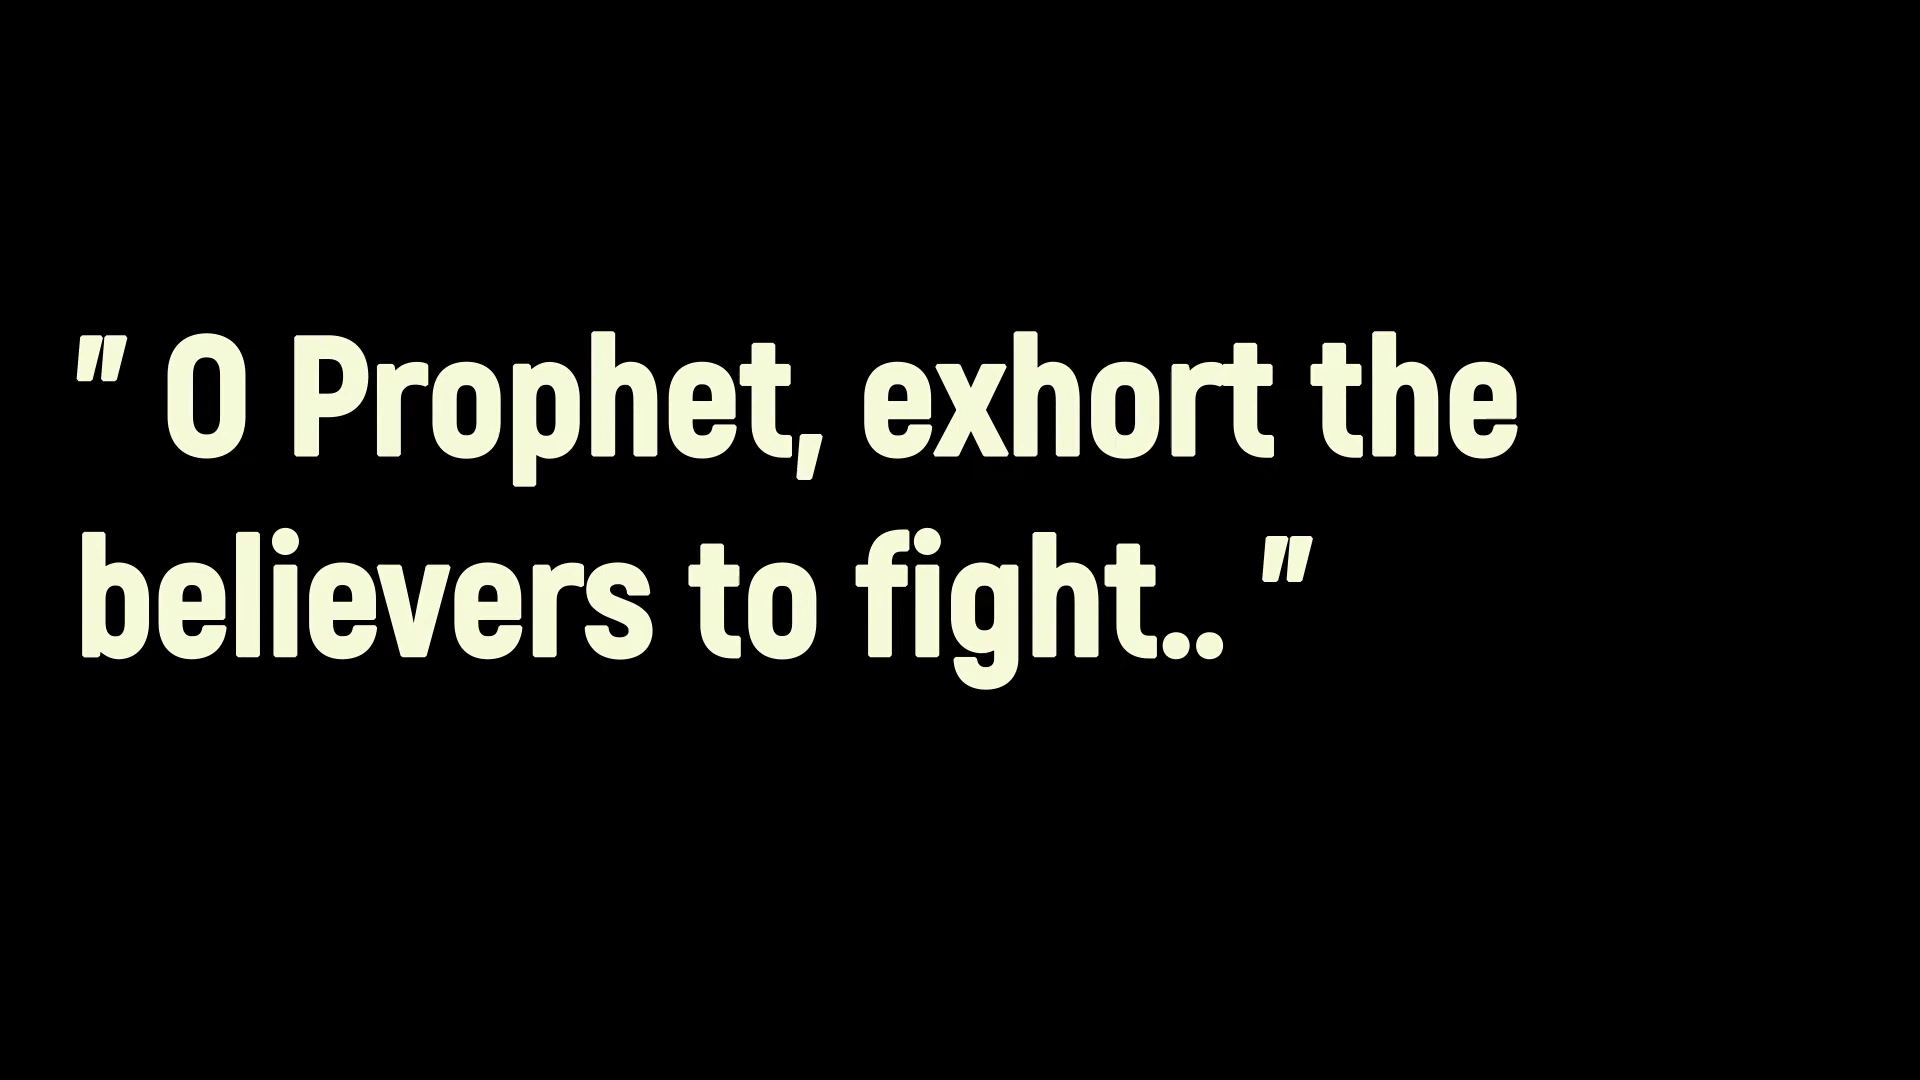 " O Prophet, exhort the
believers to fight.. "